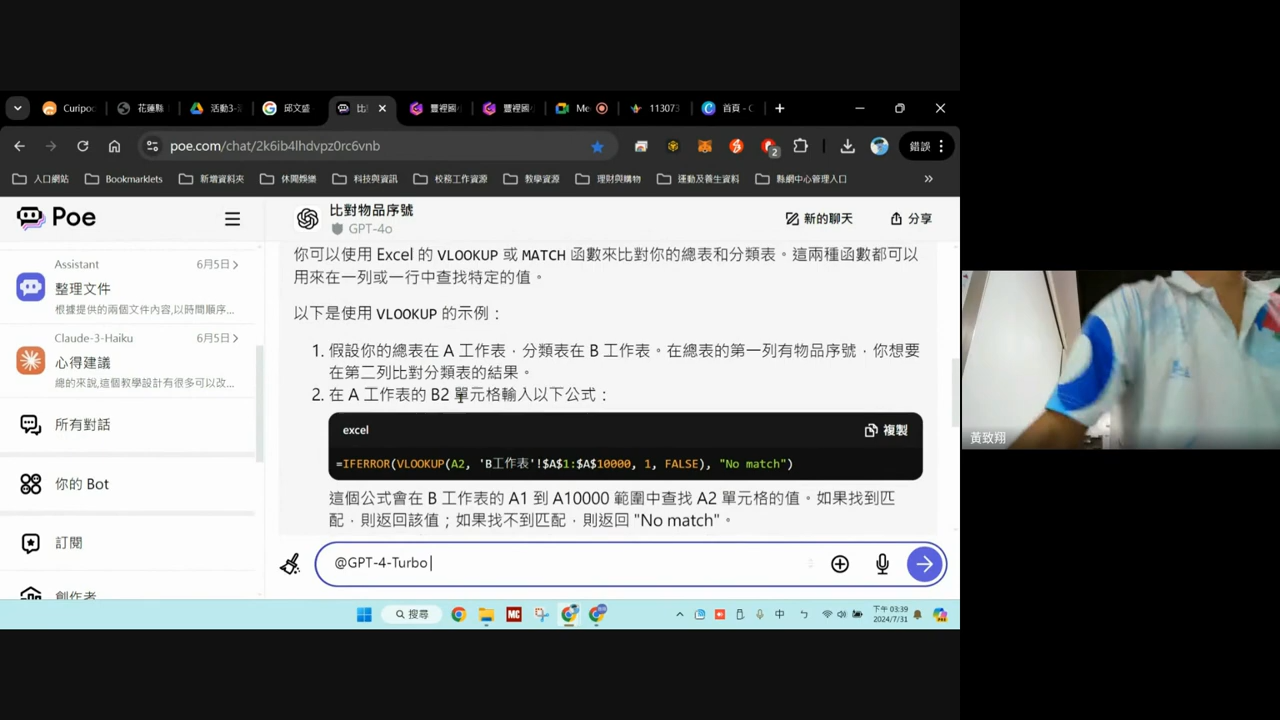 Curipo
花蓮縣
活動3-
邱文盛
比
豐裡國
豐裡國
Me
11307
首頁 - C
poe.com/chat/2k6ib4lhdvpz0rc6vnb
2
錯誤
人口網站
Bookmarklets
新增資料夾
休閒娛樂
科技與資訊
校務工作資源
教學資源
理財與購物
運動及養生資料
縣網中心管理入口
»
Poe
比對物品序號
GPT-4o
新的聊天
分享
Assistant
6月5日
整理文件
根據提供的兩個文件內容,以時間順序...
Claude-3-Haiku
6月5日
心得建議
總的來說,這個教學設計有很多可以改...
所有對話
你的 Bot
訂閱
創作者
你可以使用 Excel 的 VLOOKUP 或 MATCH 函數來比對你的總表和分類表。這兩種函數都可以
用來在一列或一行中查找特定的值。
以下是使用 VLOOKUP 的示例：
1. 假設你的總表在 A 工作表，分類表在 B 工作表。在總表的第一列有物品序號，你想要
在第二列比對分類表的結果。
2. 在 A 工作表的 B2 單元格輸入以下公式：
excel
複製
=IFERROR(VLOOKUP(A2, 'B工作表'!$A$1:$A$10000, 1, FALSE), "No match")
這個公式會在 B 工作表的 A1 到 A10000 範圍中查找 A2 單元格的值。如果找到匹
配，則返回該值；如果找不到匹配，則返回 "No match"。
@GPT-4-Turbo
搜尋
MC
中
下午 03:39
2024/7/31
黃致翔